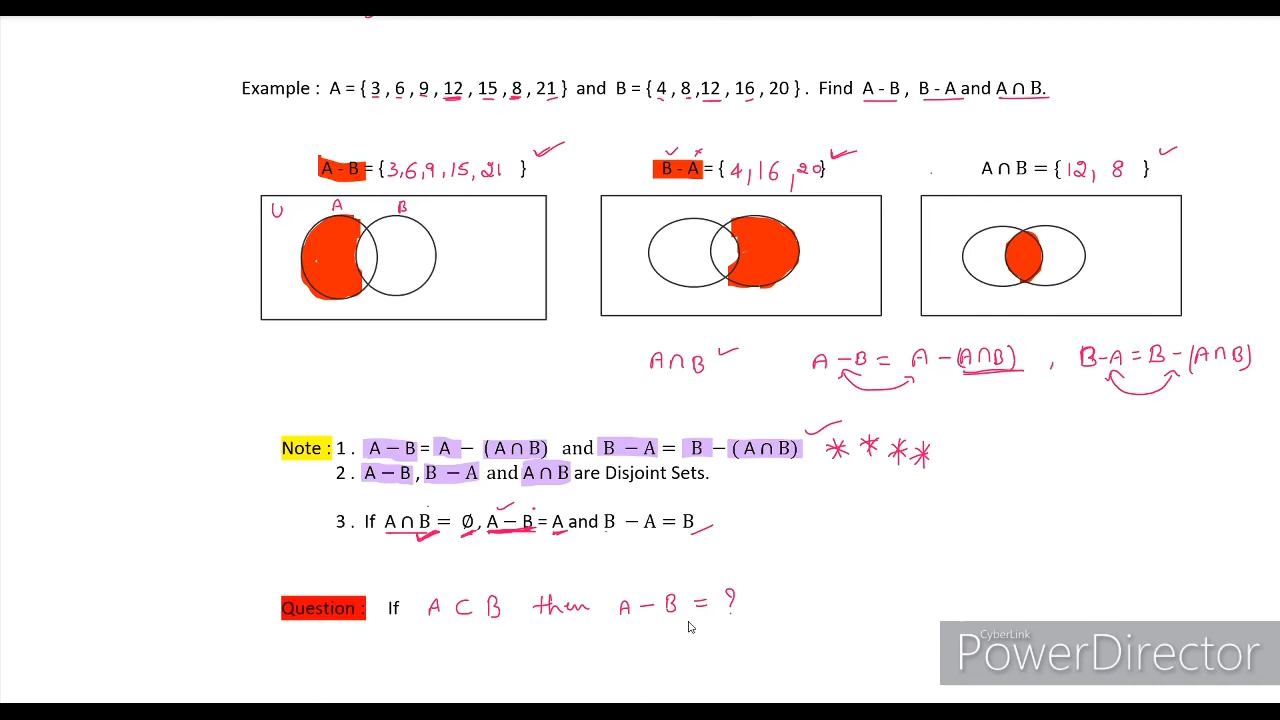 Example : A = { 3 , 6 , 9 , 12 , 15 , 8 , 21 } and B = { 4 , 8 ,12 , 16 , 20 } . Find A - B , B - A and A ∩ B.
A - B = { 3,6,9,15,21 } B - A = { 4,16,20} A ∩ B = { 12, 8 }
U A B
A∩B A-B = A-(A∩B) , B-A = B-(A∩B)
Note : 1 . A − B = A − ( A ∩ B ) and B − A = B − ( A ∩ B ) ****
2 . A − B , B − A and A ∩ B are Disjoint Sets.
3 . If A ∩ B = ∅ , A − B = A and B − A = B
Question : If A ⊂ B then A - B = ?
CyberLink
PowerDirector